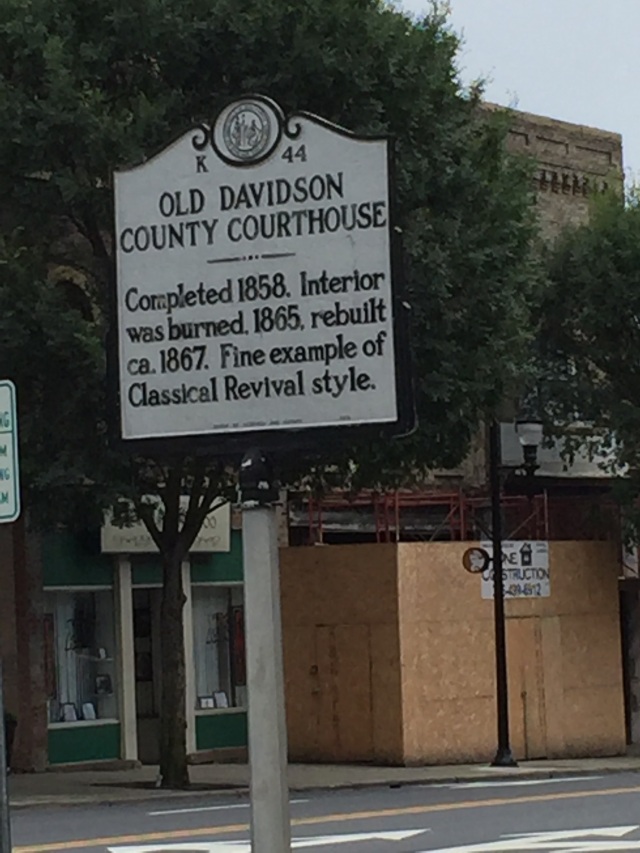 K 44
OLD DAVIDSON
COUNTY COURTHOUSE
Completed 1858. Interior
was burned, 1865, rebuilt
ca. 1867. Fine example of
Classical Revival style.